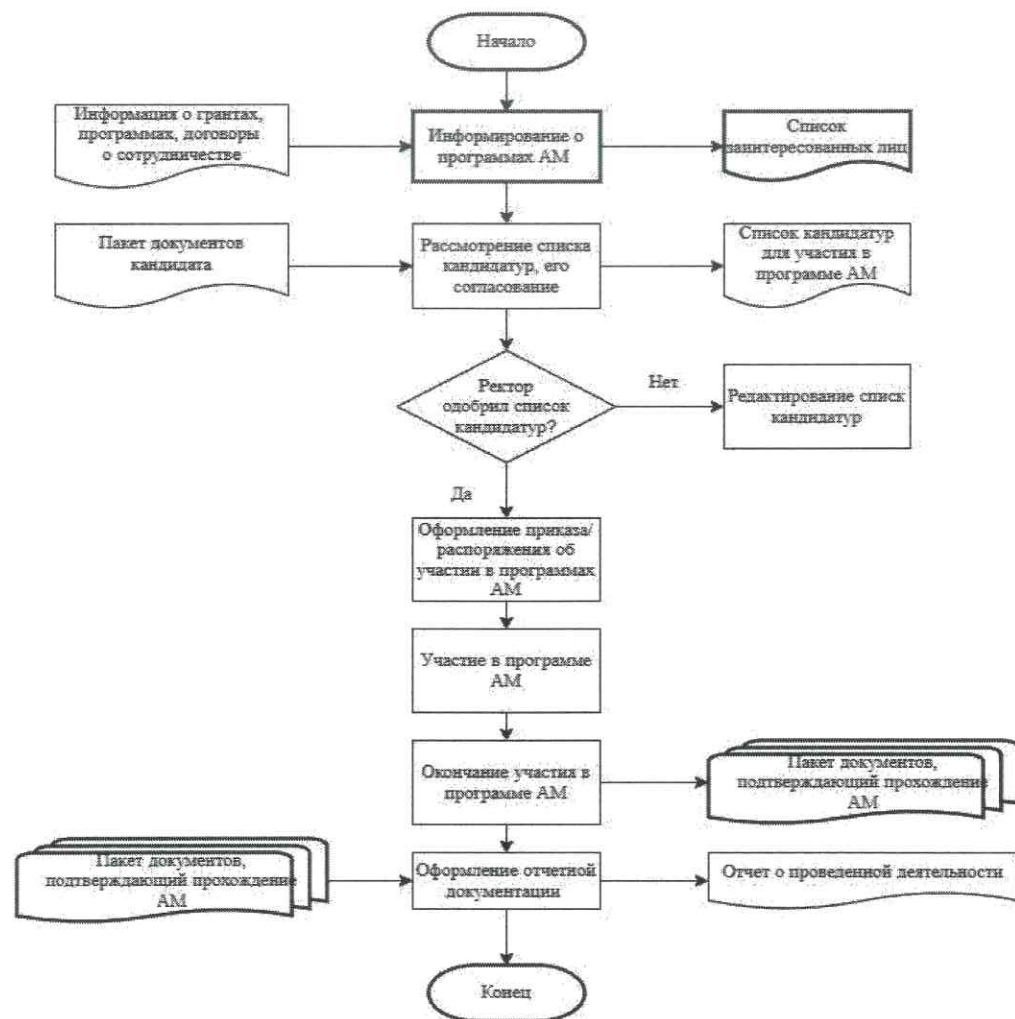 Начало
Информация о грантах,
программах, договоры
о сотрудничестве
Информирование о
программах АМ
Список
заинтересованных лиц
Пакет документов
кандидата
Рассмотрение списка
кандидатур, его
согласование
Список кандидатур
для участия в
программе АМ
Ректор
одобрил список
кандидатур?
Нет
Редактирование списк
кандидатур
Да
Оформление приказа/
распоряжения об
участии в программах
АМ
Участие в программе
АМ
Окончание участия в
программе АМ
Пакет документов,
подтверждающий прохождение
АМ
Пакет документов,
подтверждающий прохождение
АМ
Оформление отчетной
документации
Отчет о проведенной деятельности
Конец